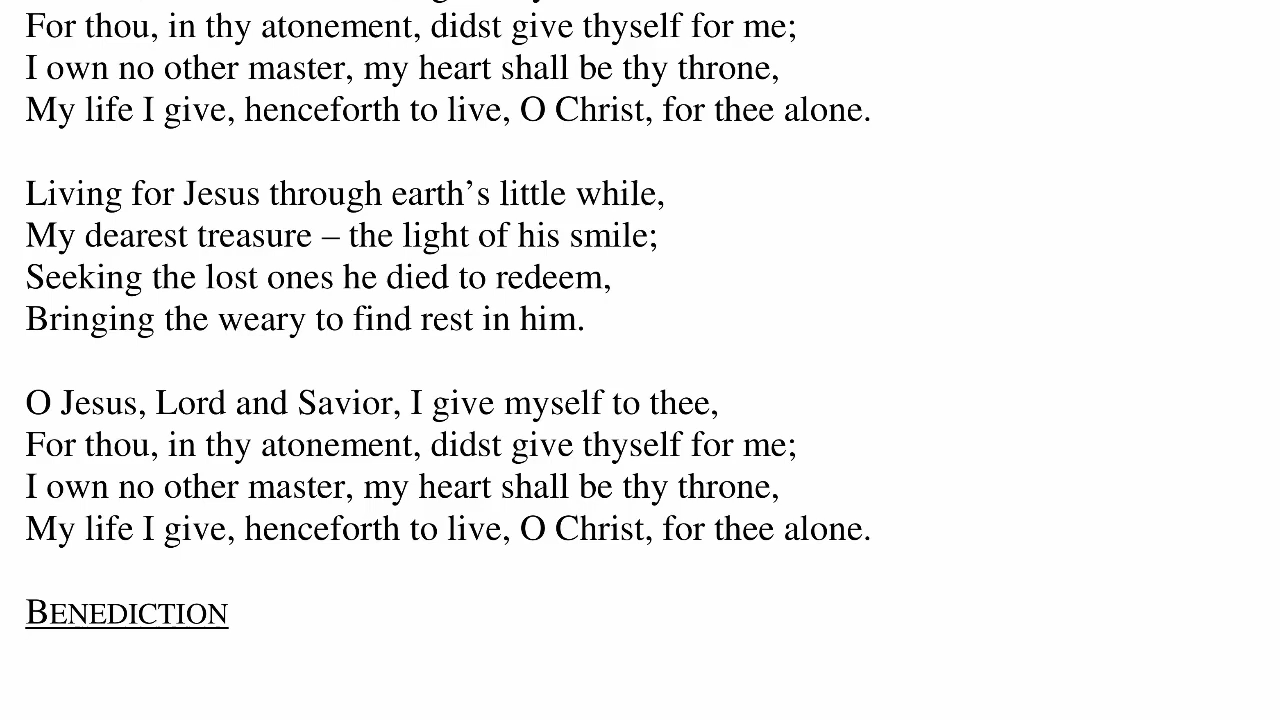 For thou, in thy atonement, didst give thyself for me;
I own no other master, my heart shall be thy throne,
My life I give, henceforth to live, O Christ, for thee alone.
Living for Jesus through earth’s little while,
My dearest treasure – the light of his smile;
Seeking the lost ones he died to redeem,
Bringing the weary to find rest in him.
O Jesus, Lord and Savior, I give myself to thee,
For thou, in thy atonement, didst give thyself for me;
I own no other master, my heart shall be thy throne,
My life I give, henceforth to live, O Christ, for thee alone.
BENEDICTION